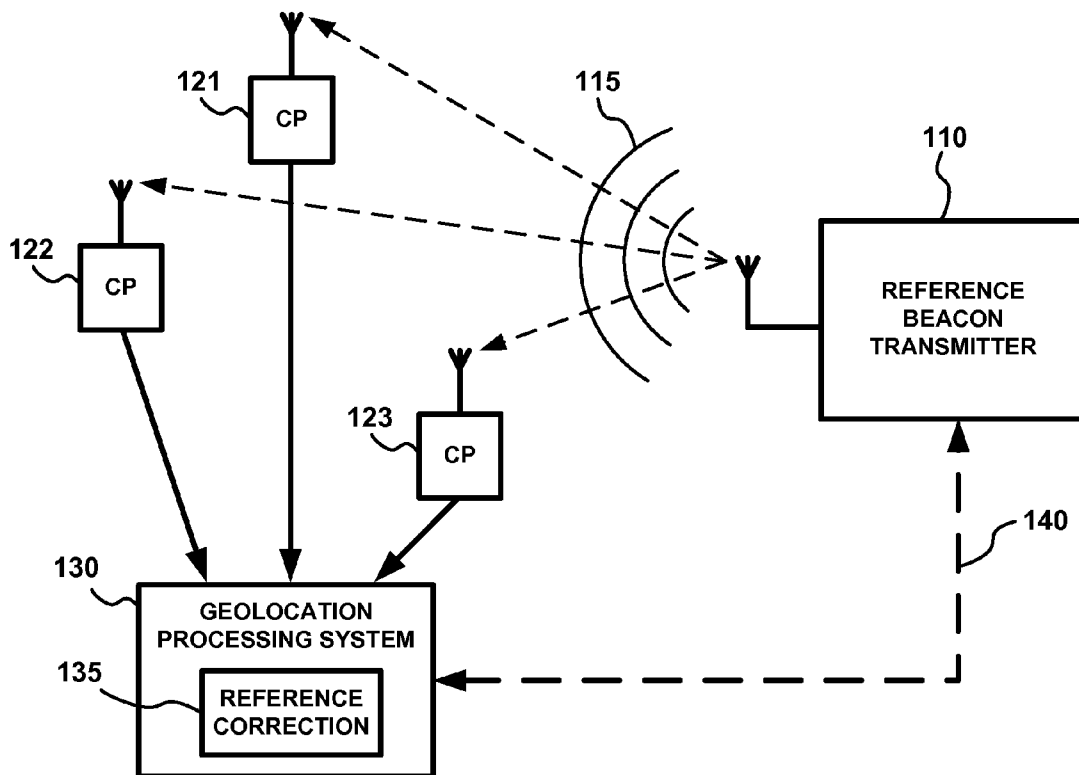 121
CP
115
110
122
CP
REFERENCE
BEACON
TRANSMITTER
123
CP
140
130
GEOLOCATION
PROCESSING SYSTEM
135
REFERENCE
CORRECTION